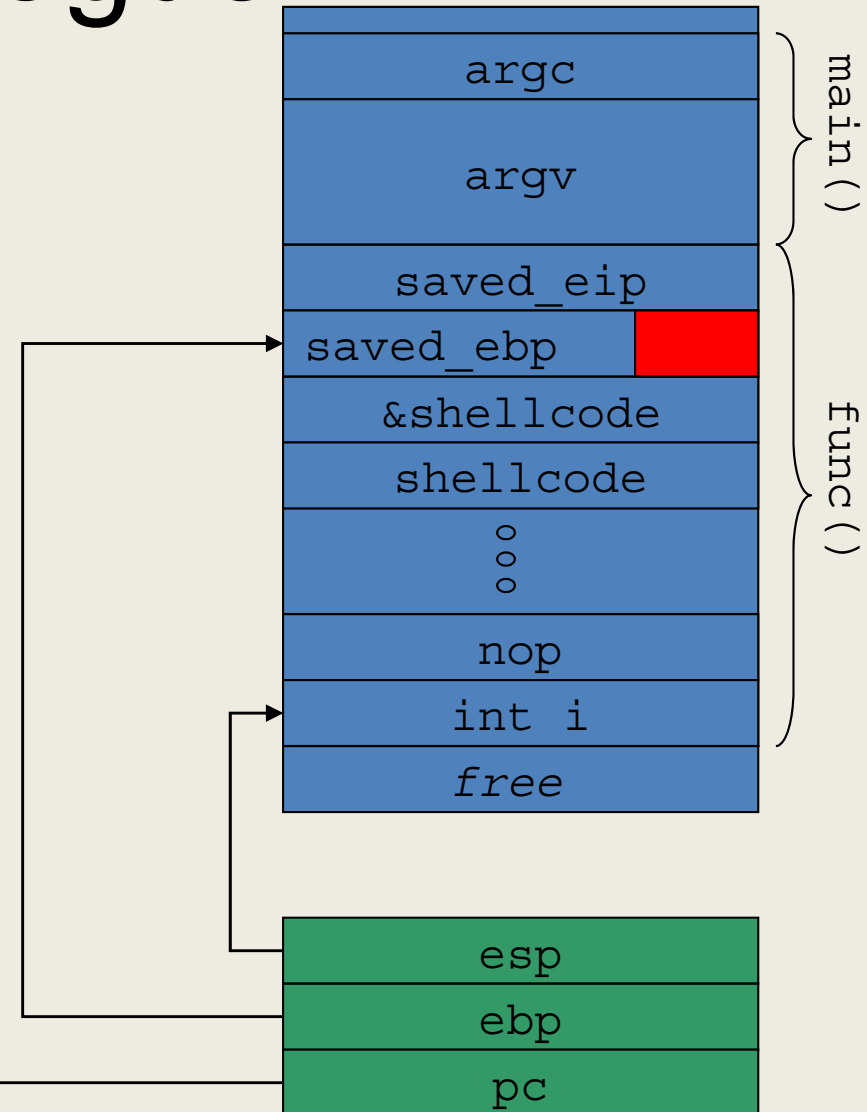 argc
argv
saved_eip
saved_ebp
&shellcode
shellcode
nop
int i
free
main()
func()
esp
ebp
pc